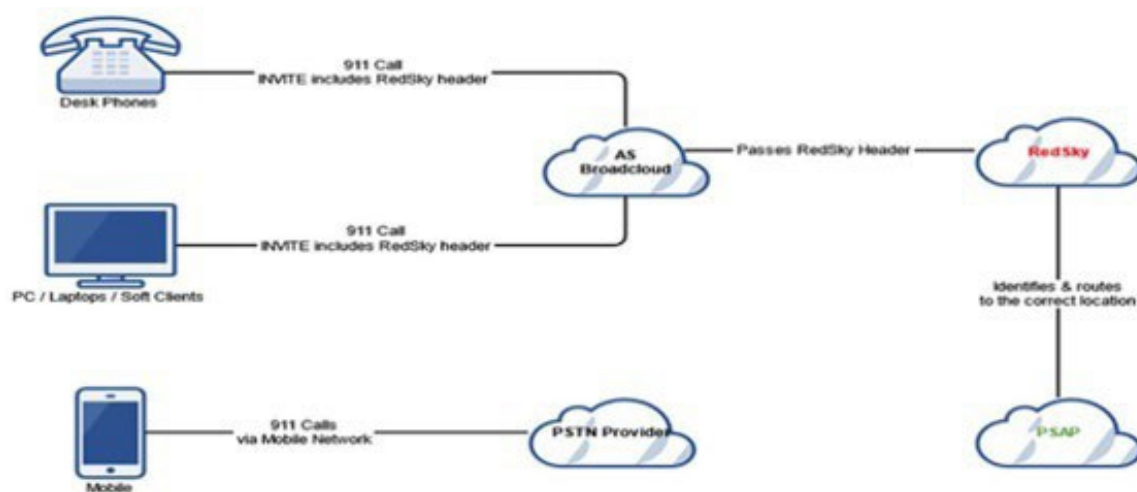 911 Call
INVITE includes RedSky header
Desk Phones
AS
Broadcloud
Passes RedSky Header
RedSky
911 Call
INVITE includes RedSky header
PC / Laptops / Soft Clients
Identifies & routes
to the correct location
911 Calls
via Mobile Network
PSTN Provider
PSAP
Mobile